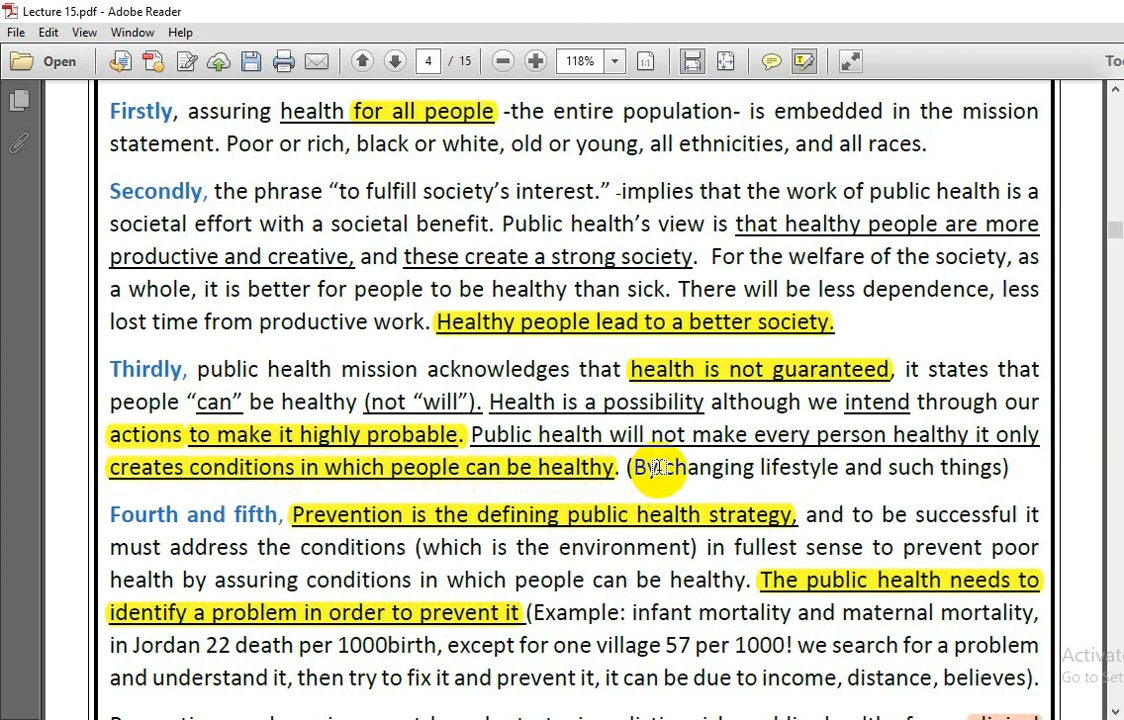 Lecture 15.pdf - Adobe Reader
File Edit View Window Help
Open 4 / 15 118% 1:1
Firstly, assuring health for all people -the entire population- is embedded in the mission
statement. Poor or rich, black or white, old or young, all ethnicities, and all races.
Secondly, the phrase “to fulfill society’s interest.” -implies that the work of public health is a
societal effort with a societal benefit. Public health’s view is that healthy people are more
productive and creative, and these create a strong society. For the welfare of the society, as
a whole, it is better for people to be healthy than sick. There will be less dependence, less
lost time from productive work. Healthy people lead to a better society.
Thirdly, public health mission acknowledges that health is not guaranteed, it states that
people “can” be healthy (not “will”). Health is a possibility although we intend through our
actions to make it highly probable. Public health will not make every person healthy it only
creates conditions in which people can be healthy. (By changing lifestyle and such things)
Fourth and fifth, Prevention is the defining public health strategy, and to be successful it
must address the conditions (which is the environment) in fullest sense to prevent poor
health by assuring conditions in which people can be healthy. The public health needs to
identify a problem in order to prevent it (Example: infant mortality and maternal mortality,
in Jordan 22 death per 1000birth, except for one village 57 per 1000! we search for a problem
and understand it, then try to fix it and prevent it, it can be due to income, distance, believes).